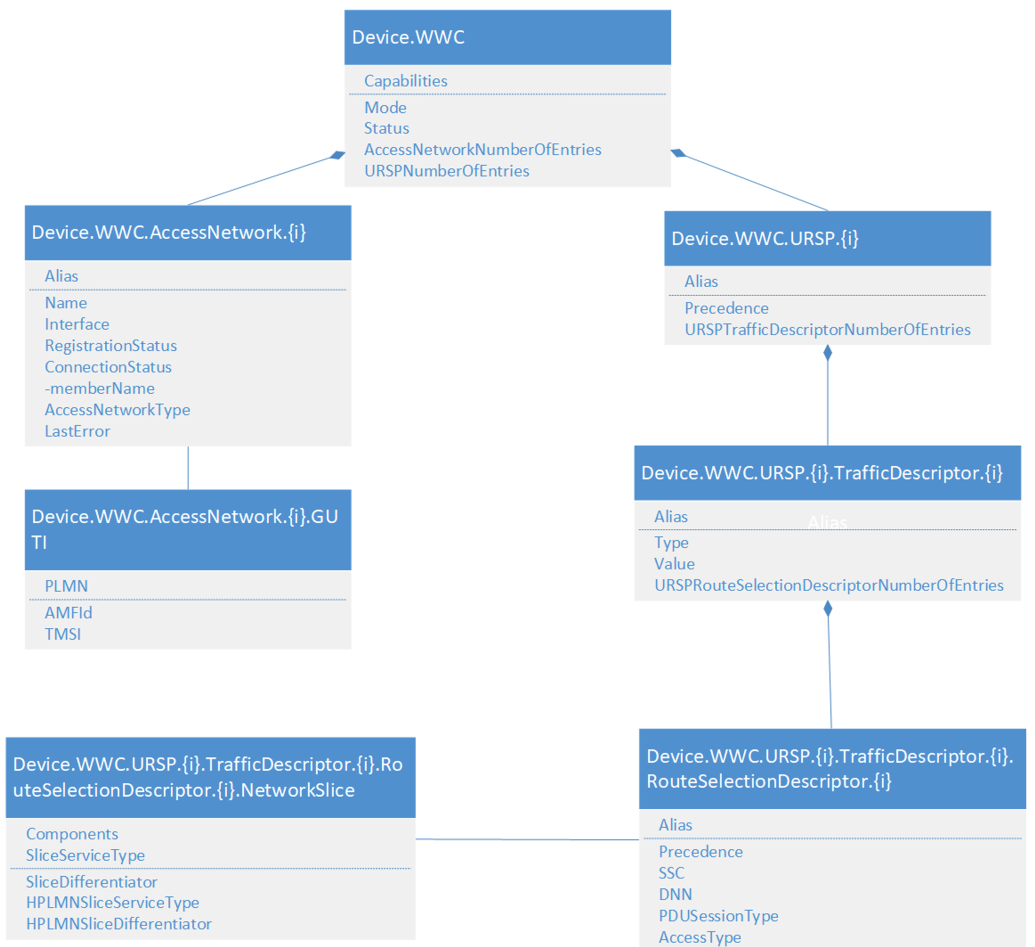 Device.WWC
Capabilities
Mode
Status
AccessNetworkNumberOfEntries
URSPNumberOfEntries
Device.WWC.AccessNetwork.{i}
Alias
Name
Interface
RegistrationStatus
ConnectionStatus
-memberName
AccessNetworkType
LastError
Device.WWC.URSP.{i}
Alias
Precedence
URSPTrafficDescriptorNumberOfEntries
Device.WWC.AccessNetwork.{i}.GU
TI
PLMN
AMFId
TMSI
Device.WWC.URSP.{i}.TrafficDescriptor.{i}
Alias
Alias
Type
Value
URSPRouteSelectionDescriptorNumberOfEntries
Device.WWC.URSP.{i}.TrafficDescriptor.{i}.Ro
uteSelectionDescriptor.{i}.NetworkSlice
Components
SliceServiceType
SliceDifferentiator
HPLMNSliceServiceType
HPLMNSliceDifferentiator
Device.WWC.URSP.{i}.TrafficDescriptor.{i}.
RouteSelectionDescriptor.{i}
Alias
Precedence
SSC
DNN
PDUSessionType
AccessType